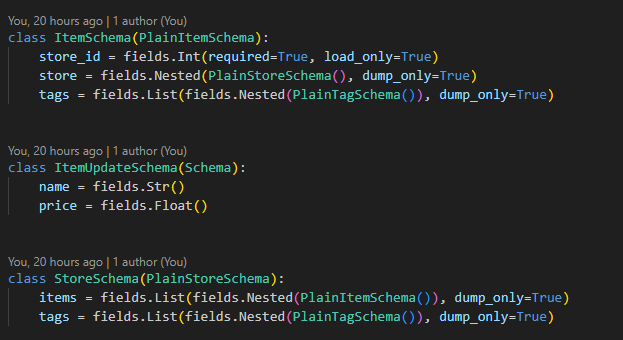 You, 20 hours ago | 1 author (You)
class ItemSchema(PlainItemSchema):
    store_id = fields.Int(required=True, load_only=True)
    store = fields.Nested(PlainStoreSchema(), dump_only=True)
    tags = fields.List(fields.Nested(PlainTagSchema()), dump_only=True)
You, 20 hours ago | 1 author (You)
class ItemUpdateSchema(Schema):
    name = fields.Str()
    price = fields.Float()
You, 20 hours ago | 1 author (You)
class StoreSchema(PlainStoreSchema):
    items = fields.List(fields.Nested(PlainItemSchema()), dump_only=True)
    tags = fields.List(fields.Nested(PlainTagSchema()), dump_only=True)